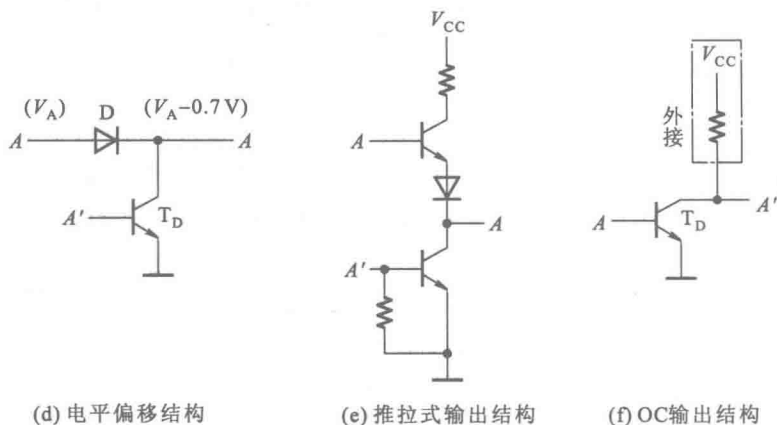 (V_A) D (V_A−0.7 V)
A A
A′ T_D
(d) 电平偏移结构
V_CC
A
A
A′
(e) 推拉式输出结构
V_CC
外接
A T_D A′
(f) OC输出结构